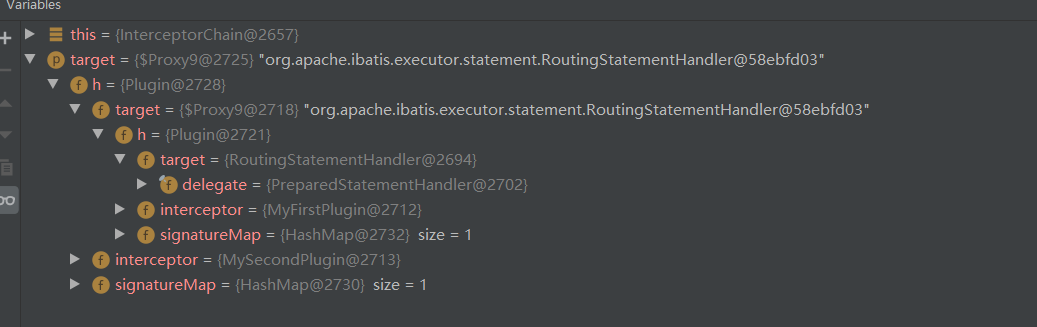 Variables
this = {InterceptorChain@2657}
target = {$Proxy9@2725} "org.apache.ibatis.executor.statement.RoutingStatementHandler@58ebfd03"
h = {Plugin@2728}
target = {$Proxy9@2718} "org.apache.ibatis.executor.statement.RoutingStatementHandler@58ebfd03"
h = {Plugin@2721}
target = {RoutingStatementHandler@2694}
delegate = {PreparedStatementHandler@2702}
interceptor = {MyFirstPlugin@2712}
signatureMap = {HashMap@2732} size = 1
interceptor = {MySecondPlugin@2713}
signatureMap = {HashMap@2730} size = 1